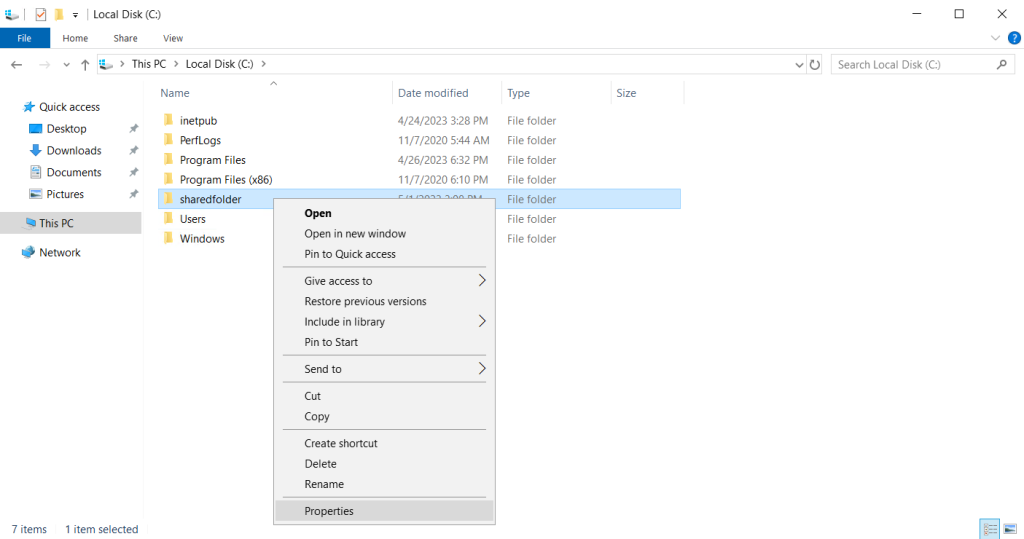 Local Disk (C:)
File Home Share View
This PC Local Disk (C:) Search Local Disk (C:)
Name Date modified Type Size
Quick access
Desktop
Downloads
Documents
Pictures
This PC
Network
inetpub 4/24/2023 3:28 PM File folder
PerfLogs 11/7/2020 5:44 AM File folder
Program Files 4/26/2023 6:32 PM File folder
Program Files (x86) 11/7/2020 6:10 PM File folder
sharedfolder File folder
Users File folder
Windows File folder
Open
Open in new window
Pin to Quick access
Give access to
Restore previous versions
Include in library
Pin to Start
Send to
Cut
Copy
Create shortcut
Delete
Rename
Properties
7 items 1 item selected